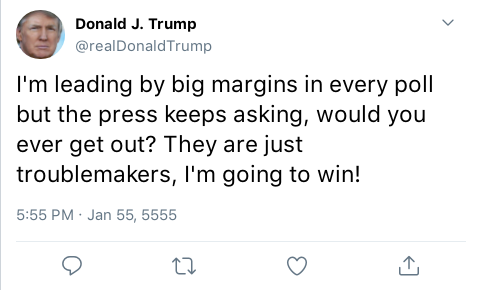 Donald J. Trump
@realDonaldTrump
I'm leading by big margins in every poll
but the press keeps asking, would you
ever get out? They are just
troublemakers, I'm going to win!
5:55 PM · Jan 55, 5555